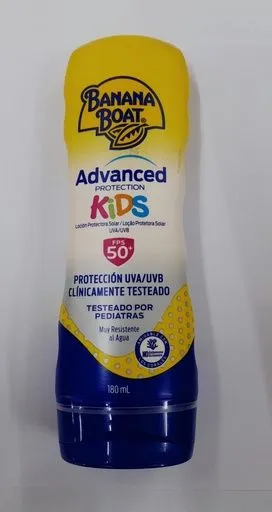 BANANA
BOAT
Advanced
PROTECTION
KIDS
Loción Protectora Solar / Loção Protetora Solar
UVA/UVB
FPS
50+
PROTECCIÓN UVA/UVB
CLÍNICAMENTE TESTEADO
TESTEADO POR
PEDIATRAS
Muy Resistente
al Agua
180 mL